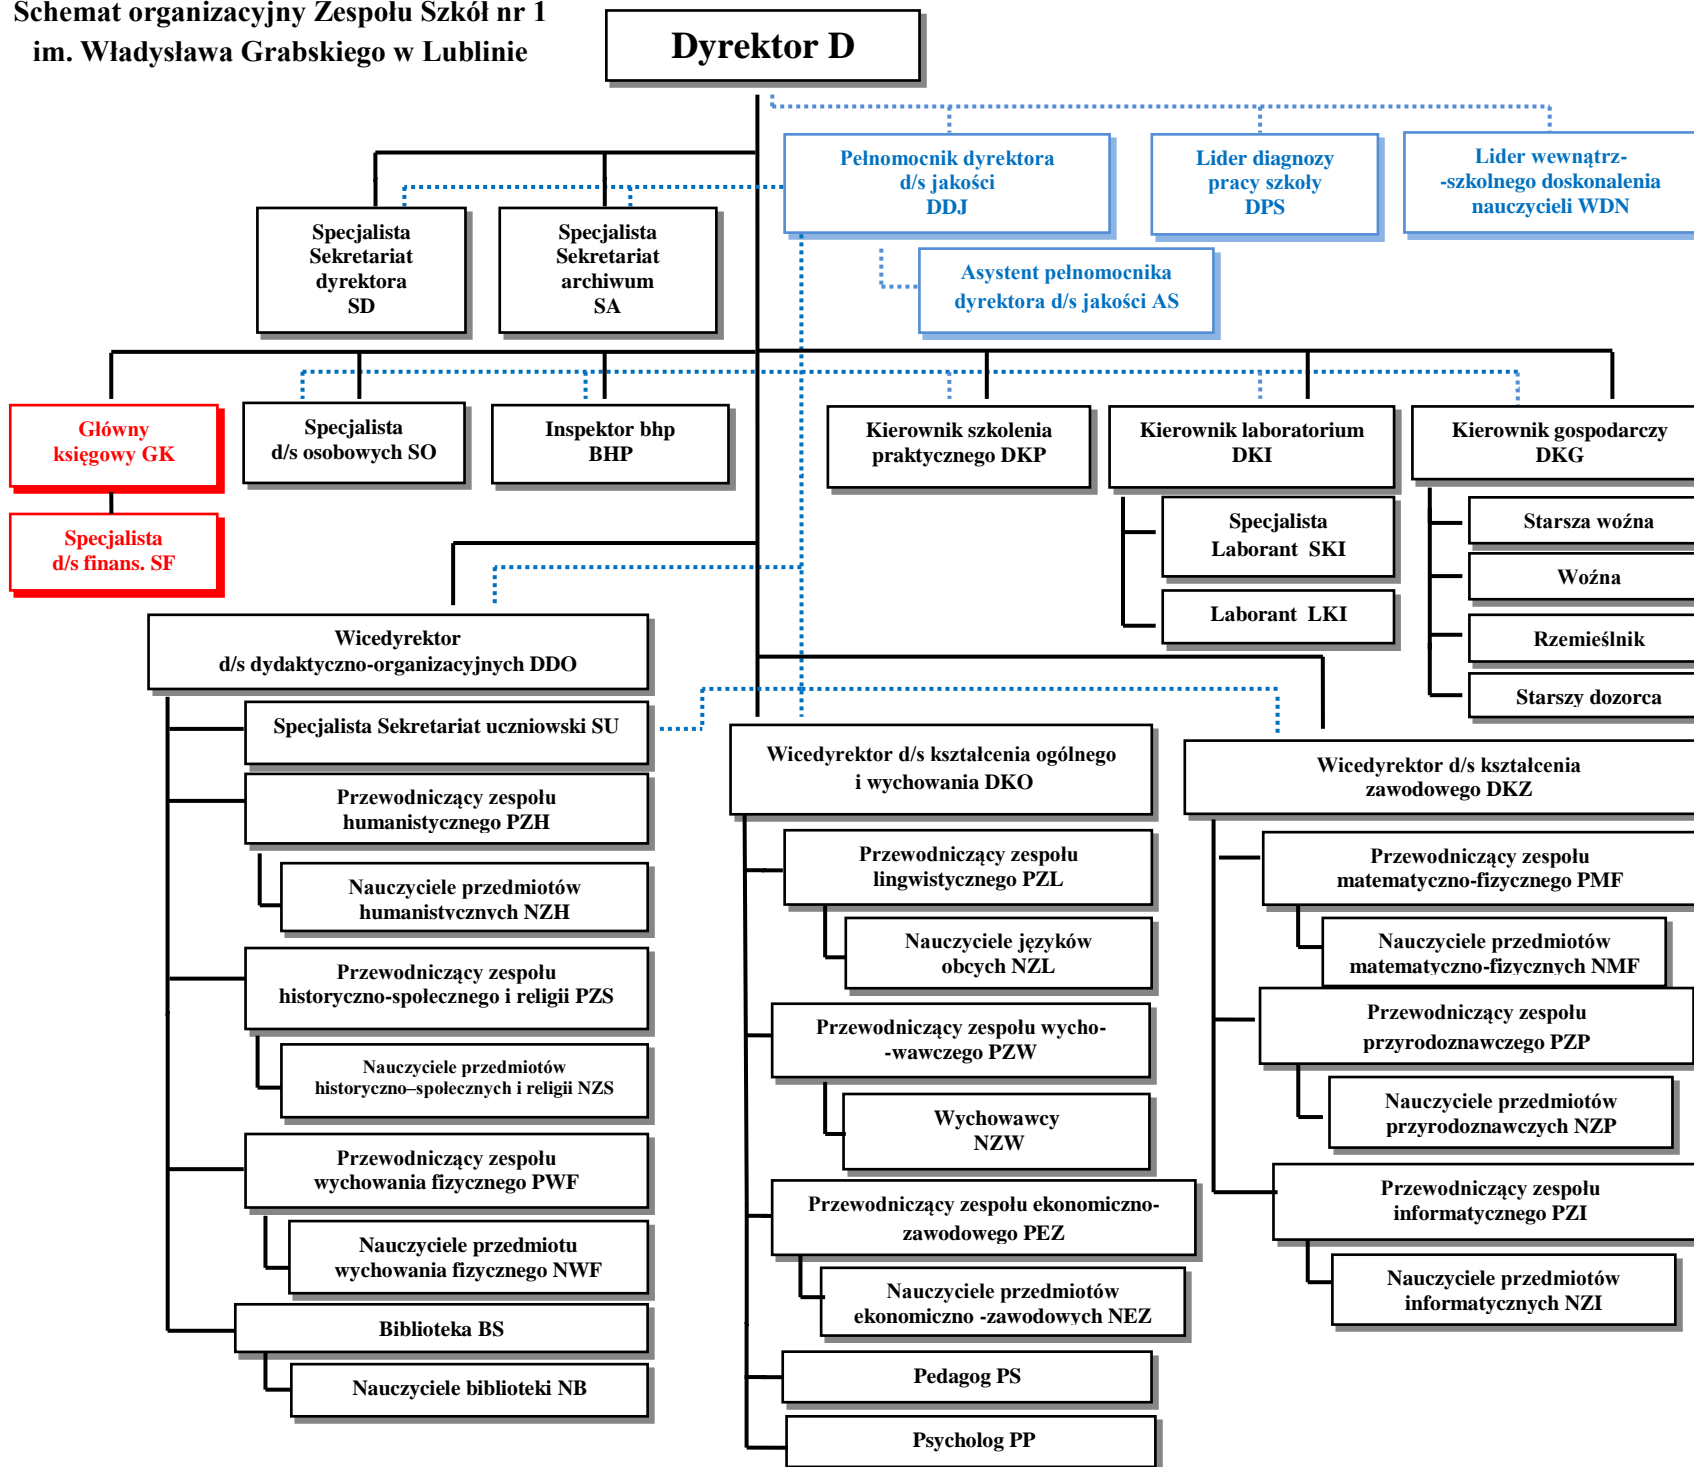 Schemat organizacyjny Zespołu Szkół nr 1
im. Władysława Grabskiego w Lublinie
Dyrektor D
Pełnomocnik dyrektora
d/s jakości
DDJ
Lider diagnozy
pracy szkoły
DPS
Lider wewnątrz-
-szkolnego doskonalenia
nauczycieli WDN
Specjalista
Sekretariat
dyrektora
SD
Specjalista
Sekretariat
archiwum
SA
Asystent pełnomocnika
dyrektora d/s jakości AS
Główny
księgowy GK
Specjalista
d/s osobowych SO
Inspektor bhp
BHP
Kierownik szkolenia
praktycznego DKP
Kierownik laboratorium
DKI
Kierownik gospodarczy
DKG
Specjalista
d/s finans. SF
Specjalista
Laborant  SKI
Laborant  LKI
Starsza woźna
Woźna
Rzemieślnik
Starszy dozorca
Wicedyrektor
d/s dydaktyczno-organizacyjnych DDO
Specjalista Sekretariat uczniowski SU
Przewodniczący zespołu
humanistycznego PZH
Nauczyciele przedmiotów
humanistycznych NZH
Przewodniczący zespołu
historyczno-społecznego i religii PZS
Nauczyciele przedmiotów
historyczno–społecznych i religii NZS
Przewodniczący zespołu
wychowania fizycznego PWF
Nauczyciele przedmiotu
wychowania fizycznego NWF
Biblioteka BS
Nauczyciele biblioteki NB
Wicedyrektor d/s kształcenia ogólnego
i wychowania DKO
Przewodniczący zespołu
lingwistycznego PZL
Nauczyciele języków
obcych NZL
Przewodniczący zespołu wycho-
-wawczego PZW
Wychowawcy
NZW
Przewodniczący zespołu ekonomiczno-
zawodowego PEZ
Nauczyciele przedmiotów
ekonomiczno -zawodowych NEZ
Pedagog PS
Psycholog PP
Wicedyrektor d/s kształcenia
zawodowego DKZ
Przewodniczący zespołu
matematyczno-fizycznego PMF
Nauczyciele przedmiotów
matematyczno-fizycznych NMF
Przewodniczący zespołu
przyrodoznawczego PZP
Nauczyciele przedmiotów
przyrodoznawczych NZP
Przewodniczący zespołu
informatycznego PZI
Nauczyciele przedmiotów
informatycznych NZI